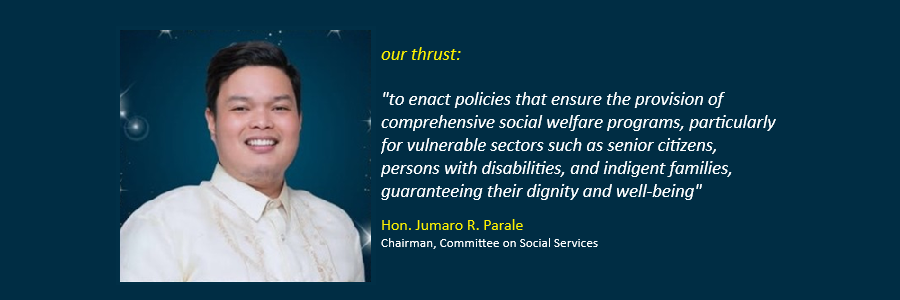 our thrust:
"to enact policies that ensure the provision of
comprehensive social welfare programs, particularly
for vulnerable sectors such as senior citizens,
persons with disabilities, and indigent families,
guaranteeing their dignity and well-being"
Hon. Jumaro R. Parale
Chairman, Committee on Social Services